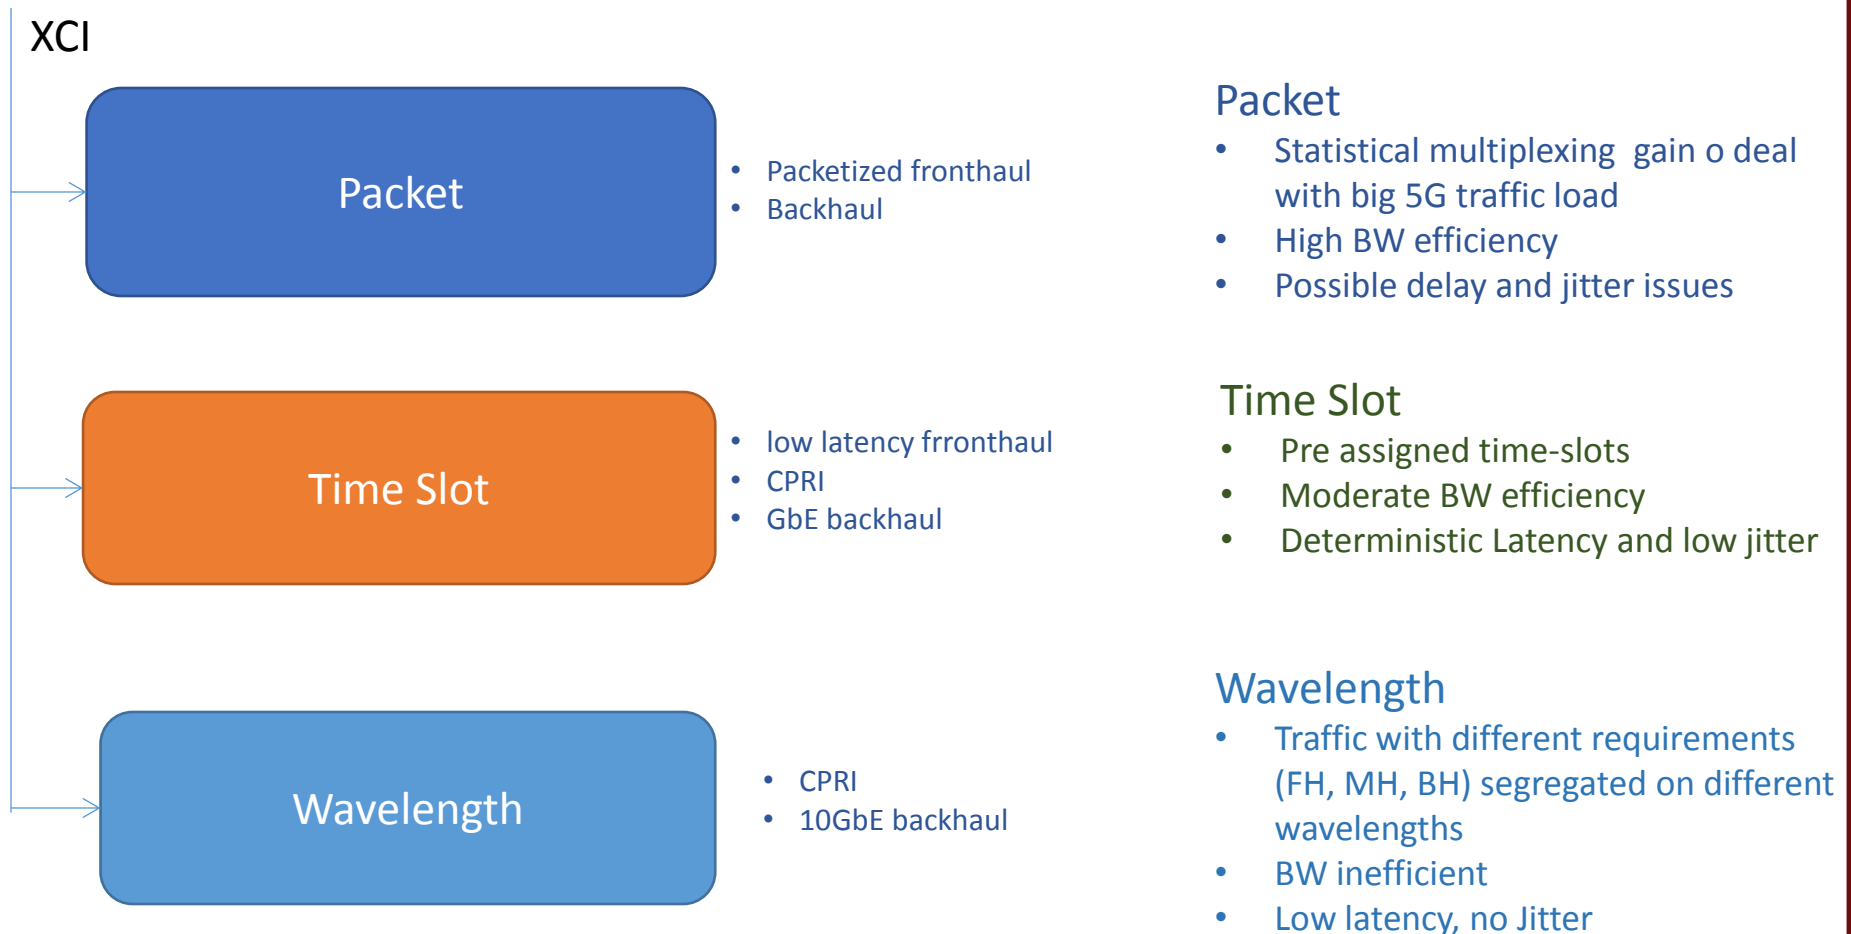 XCI
Packet
• Packetized fronthaul
• Backhaul
Packet
• Statistical multiplexing  gain o deal
with big 5G traffic load
• High BW efficiency
• Possible delay and jitter issues
Time Slot
• low latency frronthaul
• CPRI
• GbE backhaul
Time Slot
• Pre assigned time-slots
• Moderate BW efficiency
• Deterministic Latency and low jitter
Wavelength
• CPRI
• 10GbE backhaul
Wavelength
• Traffic with different requirements
(FH, MH, BH) segregated on different
wavelengths
• BW inefficient
• Low latency, no Jitter